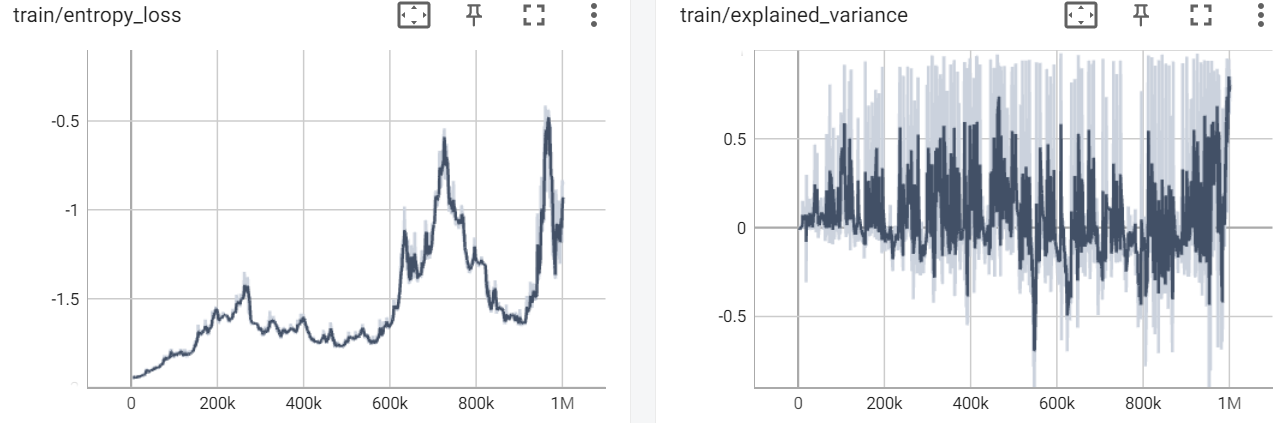 train/entropy_loss
-0.5
-1
-1.5
0
200k
400k
600k
800k
1M
train/explained_variance
0.5
0
-0.5
0
200k
400k
600k
800k
1M